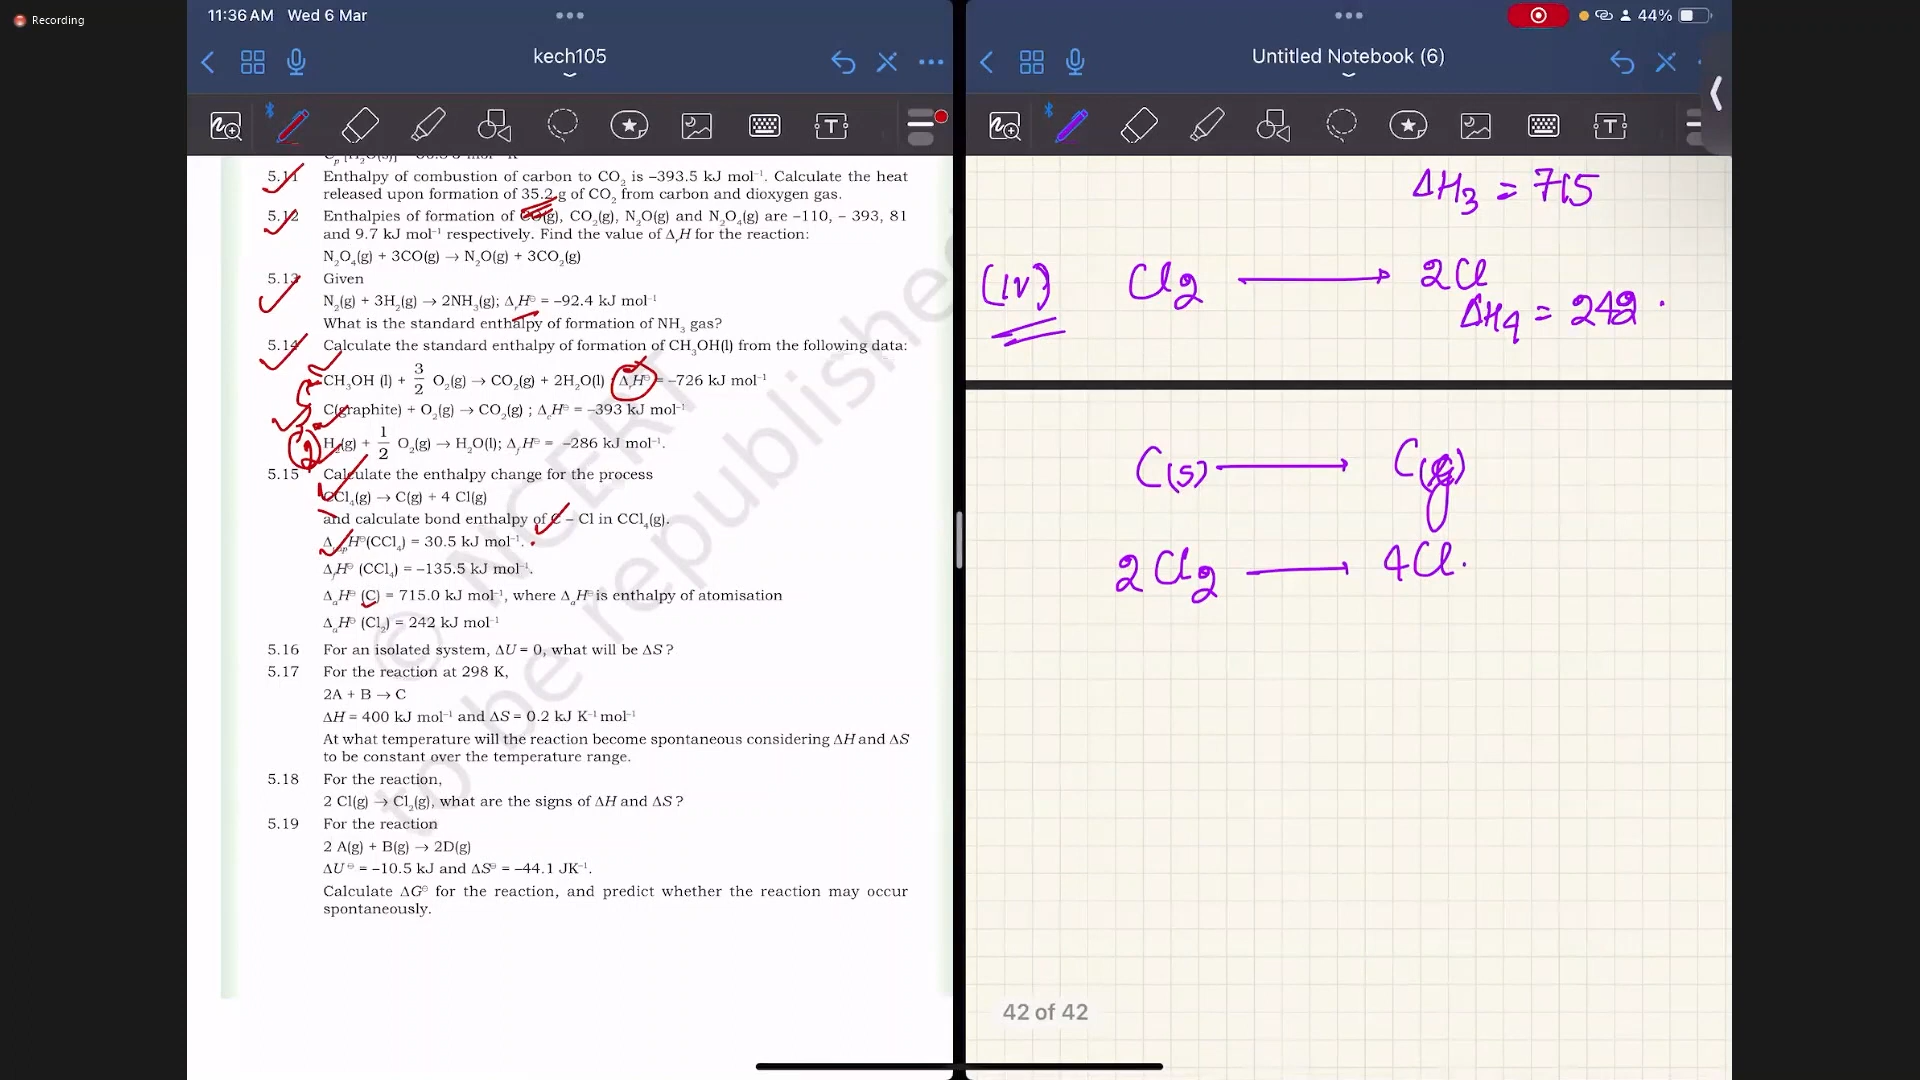 Recording
11:36 AM Wed 6 Mar
44%
kech105
Untitled Notebook (6)
5.11 Enthalpy of combustion of carbon to CO₂ is –393.5 kJ mol⁻¹. Calculate the heat
released upon formation of 35.2 g of CO₂ from carbon and dioxygen gas.
5.12 Enthalpies of formation of CO(g), CO₂(g), N₂O(g) and N₂O₄(g) are –110, – 393, 81
and 9.7 kJ mol⁻¹ respectively. Find the value of ΔᵣH for the reaction:
N₂O₄(g) + 3CO(g) → N₂O(g) + 3CO₂(g)
5.13 Given
N₂(g) + 3H₂(g) → 2NH₃(g); ΔᵣH⊖ = –92.4 kJ mol⁻¹
What is the standard enthalpy of formation of NH₃ gas?
5.14 Calculate the standard enthalpy of formation of CH₃OH(l) from the following data:
CH₃OH (l) + 3/2 O₂(g) → CO₂(g) + 2H₂O(l) ΔᵣH⊖ = –726 kJ mol⁻¹
C(graphite) + O₂(g) → CO₂(g) ; Δ_cH⊖ = –393 kJ mol⁻¹
2
H₂(g) + 1/2 O₂(g) → H₂O(l); Δ_fH⊖ = –286 kJ mol⁻¹.
5.15 Calculate the enthalpy change for the process
CCl₄(g) → C(g) + 4 Cl(g)
and calculate bond enthalpy of C – Cl in CCl₄(g).
Δ_vapH⊖(CCl₄) = 30.5 kJ mol⁻¹.
Δ_fH⊖ (CCl₄) = –135.5 kJ mol⁻¹.
Δ_aH⊖ (C) = 715.0 kJ mol⁻¹, where Δ_aH⊖ is enthalpy of atomisation
Δ_aH⊖ (Cl₂) = 242 kJ mol⁻¹
5.16 For an isolated system, ΔU = 0, what will be ΔS ?
5.17 For the reaction at 298 K,
2A + B → C
ΔH = 400 kJ mol⁻¹ and ΔS = 0.2 kJ K⁻¹ mol⁻¹
At what temperature will the reaction become spontaneous considering ΔH and ΔS
to be constant over the temperature range.
5.18 For the reaction,
2 Cl(g) → Cl₂(g), what are the signs of ΔH and ΔS ?
5.19 For the reaction
2 A(g) + B(g) → 2D(g)
ΔU⊖ = –10.5 kJ and ΔS⊖ = –44.1 JK⁻¹.
Calculate ΔG⊖ for the reaction, and predict whether the reaction may occur
spontaneously.
© NCERT
to be republished
ΔH₃ = 715
(iv) Cl₂ ⟶ 2Cl
ΔH₄ = 242 .
C(s) ⟶ C(g)
2Cl₂ ⟶ 4Cl.
42 of 42